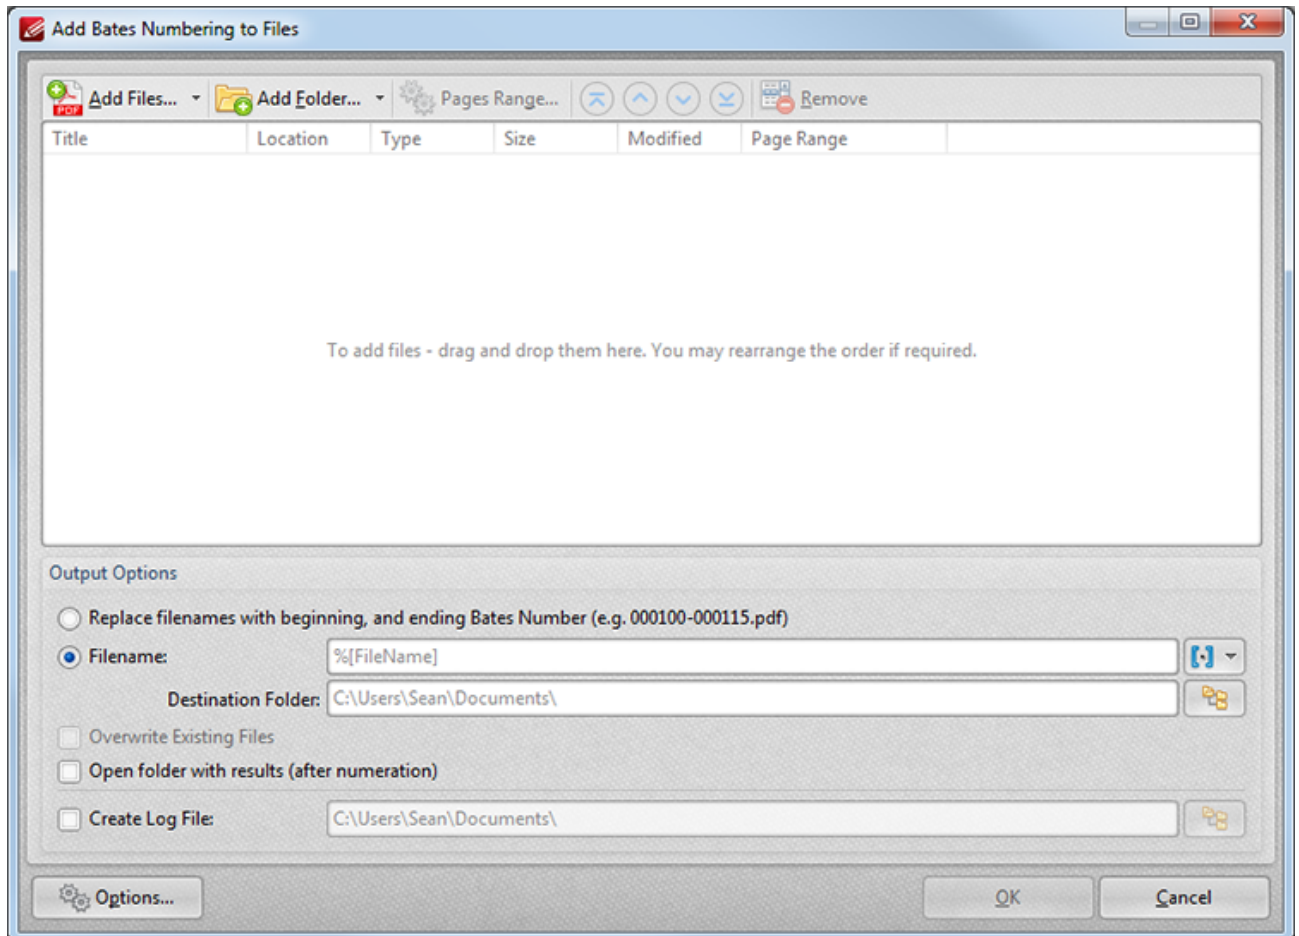 Add Bates Numbering to Files
Add Files... Add Folder... Pages Range... Remove
PDF
Title Location Type Size Modified Page Range
To add files - drag and drop them here. You may rearrange the order if required.
Output Options
Replace filenames with beginning, and ending Bates Number (e.g. 000100-000115.pdf)
Filename: %[FileName]
Destination Folder: C:\Users\Sean\Documents\
Overwrite Existing Files
Open folder with results (after numeration)
Create Log File: C:\Users\Sean\Documents\
Options... OK Cancel